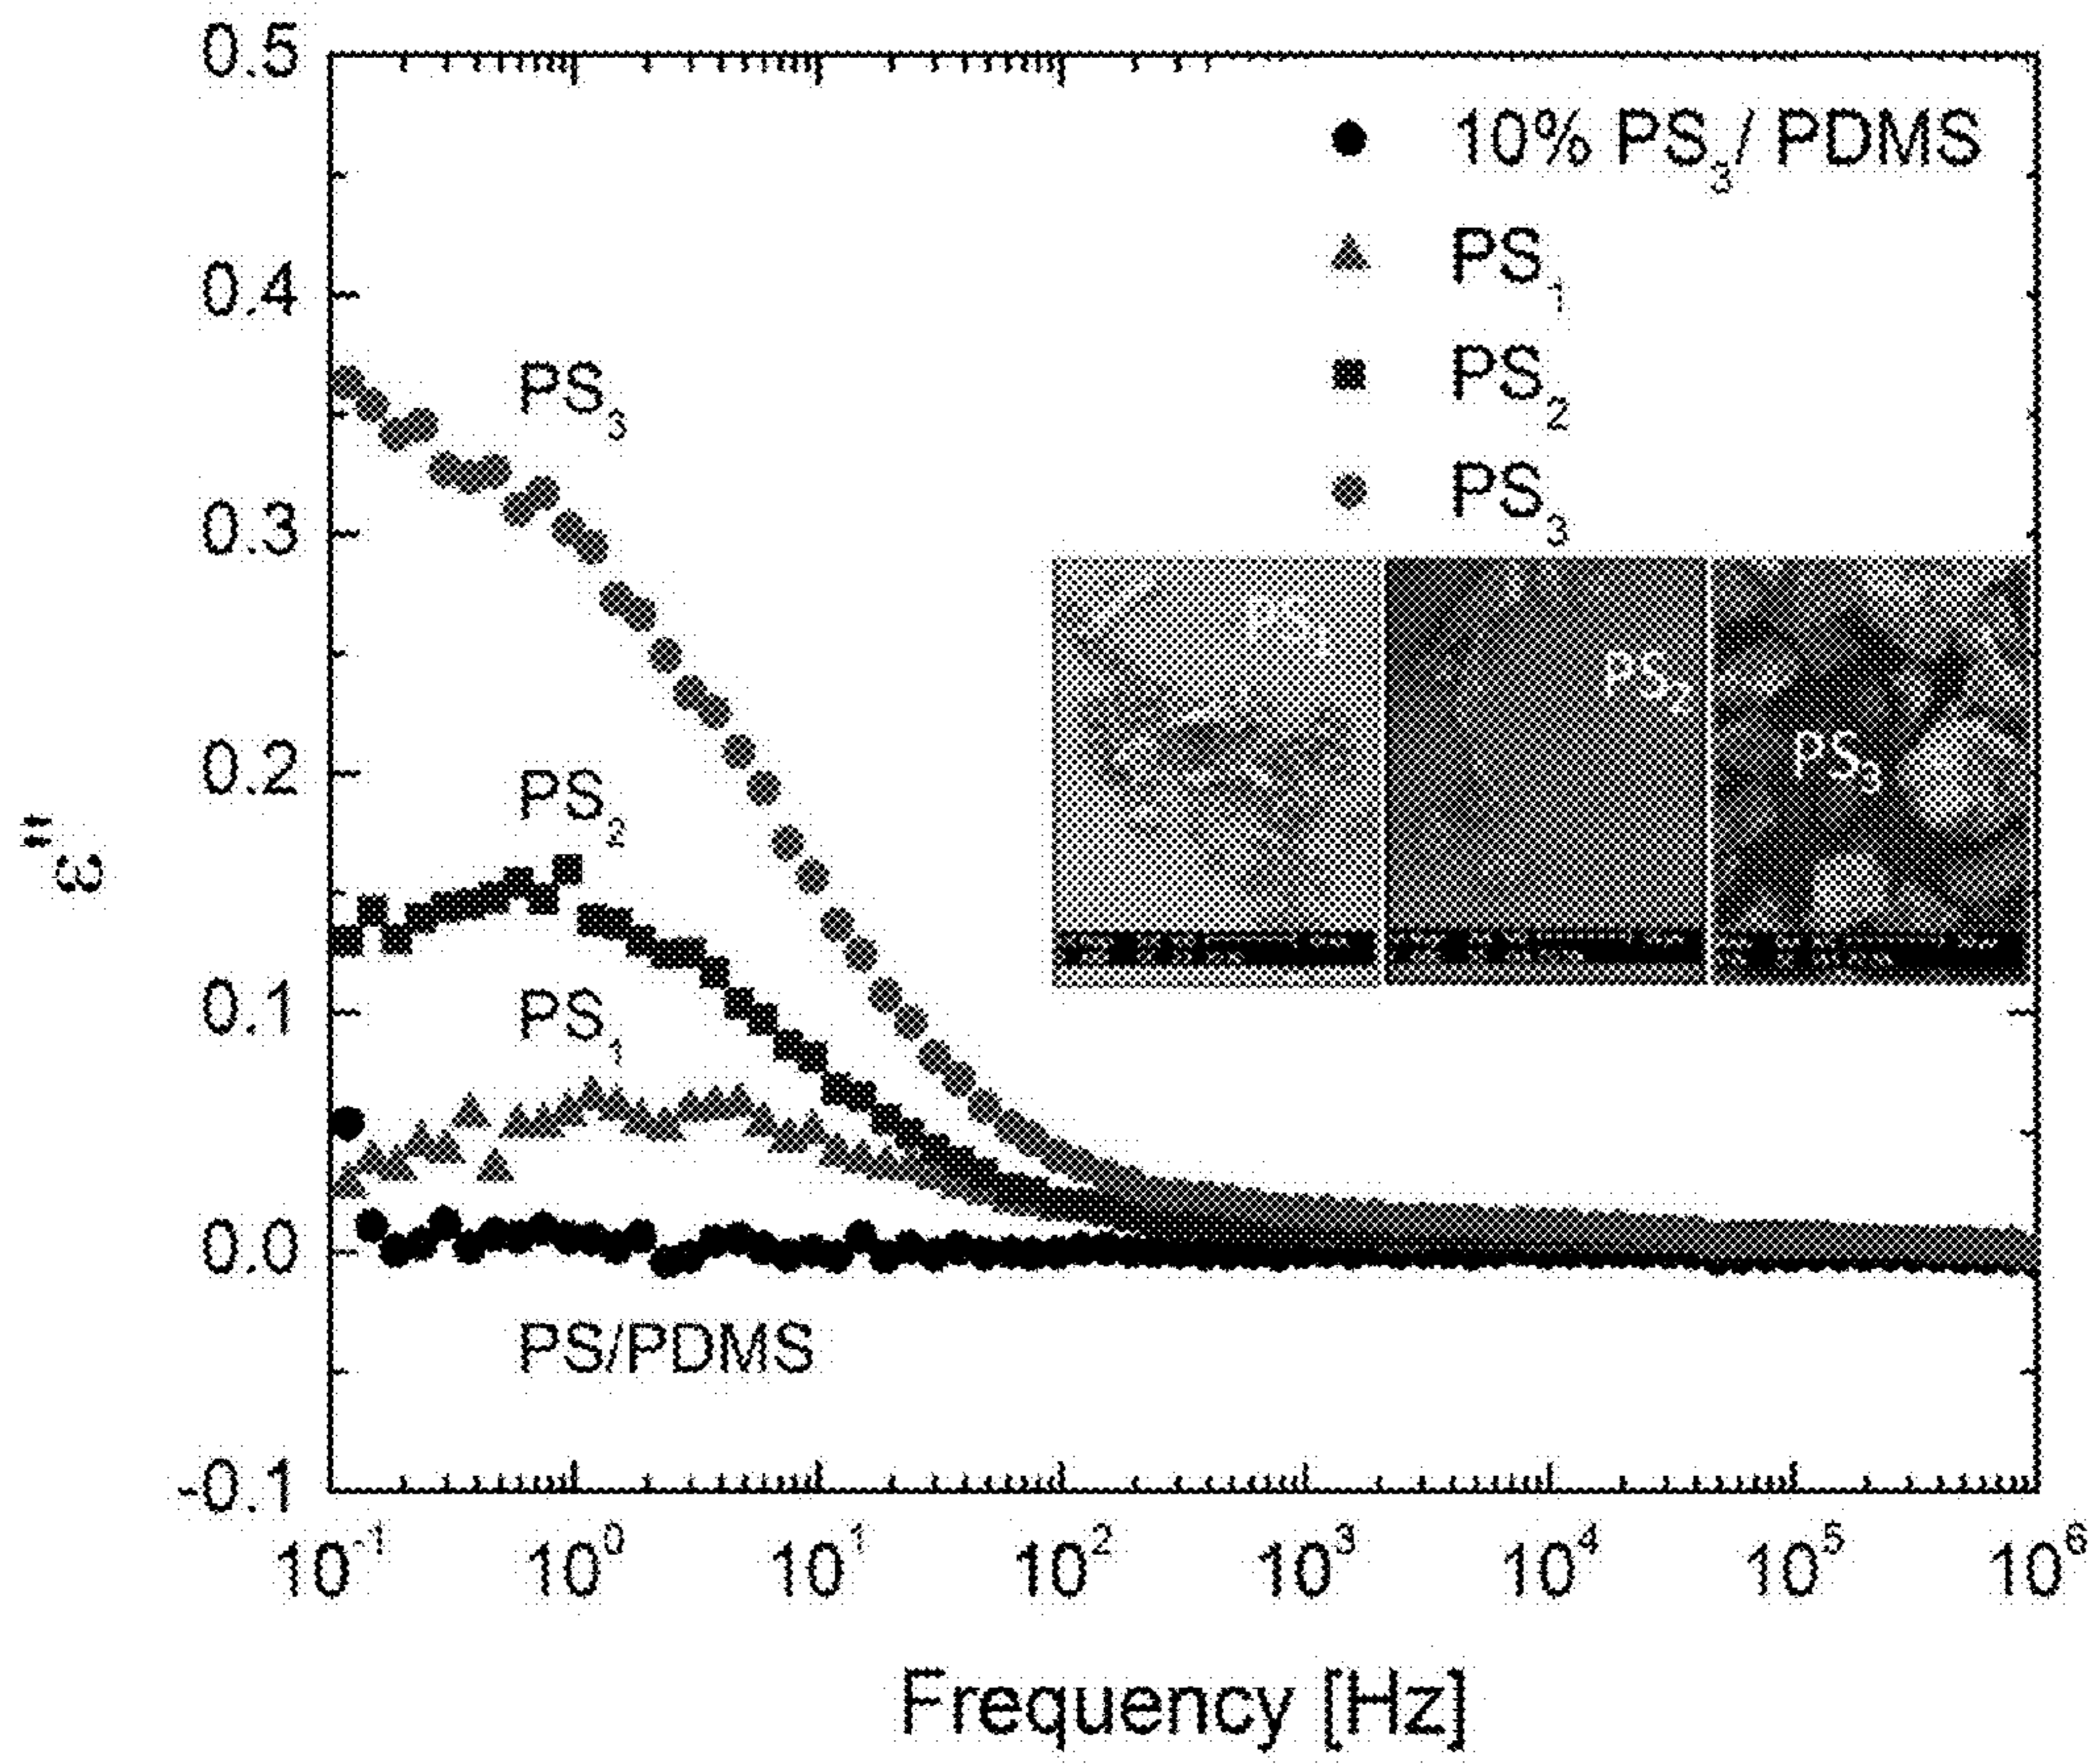 0.5
0.4
0.3
0.2
0.1
0.0
-0.1
ε"
10% PS₃/ PDMS
PS₁
PS₂
PS₃
PS₃
PS₂
PS₁
PS/PDMS
PS₁
PS₂
PS₃
10⁻¹ 10⁰ 10¹ 10² 10³ 10⁴ 10⁵ 10⁶
Frequency [Hz]